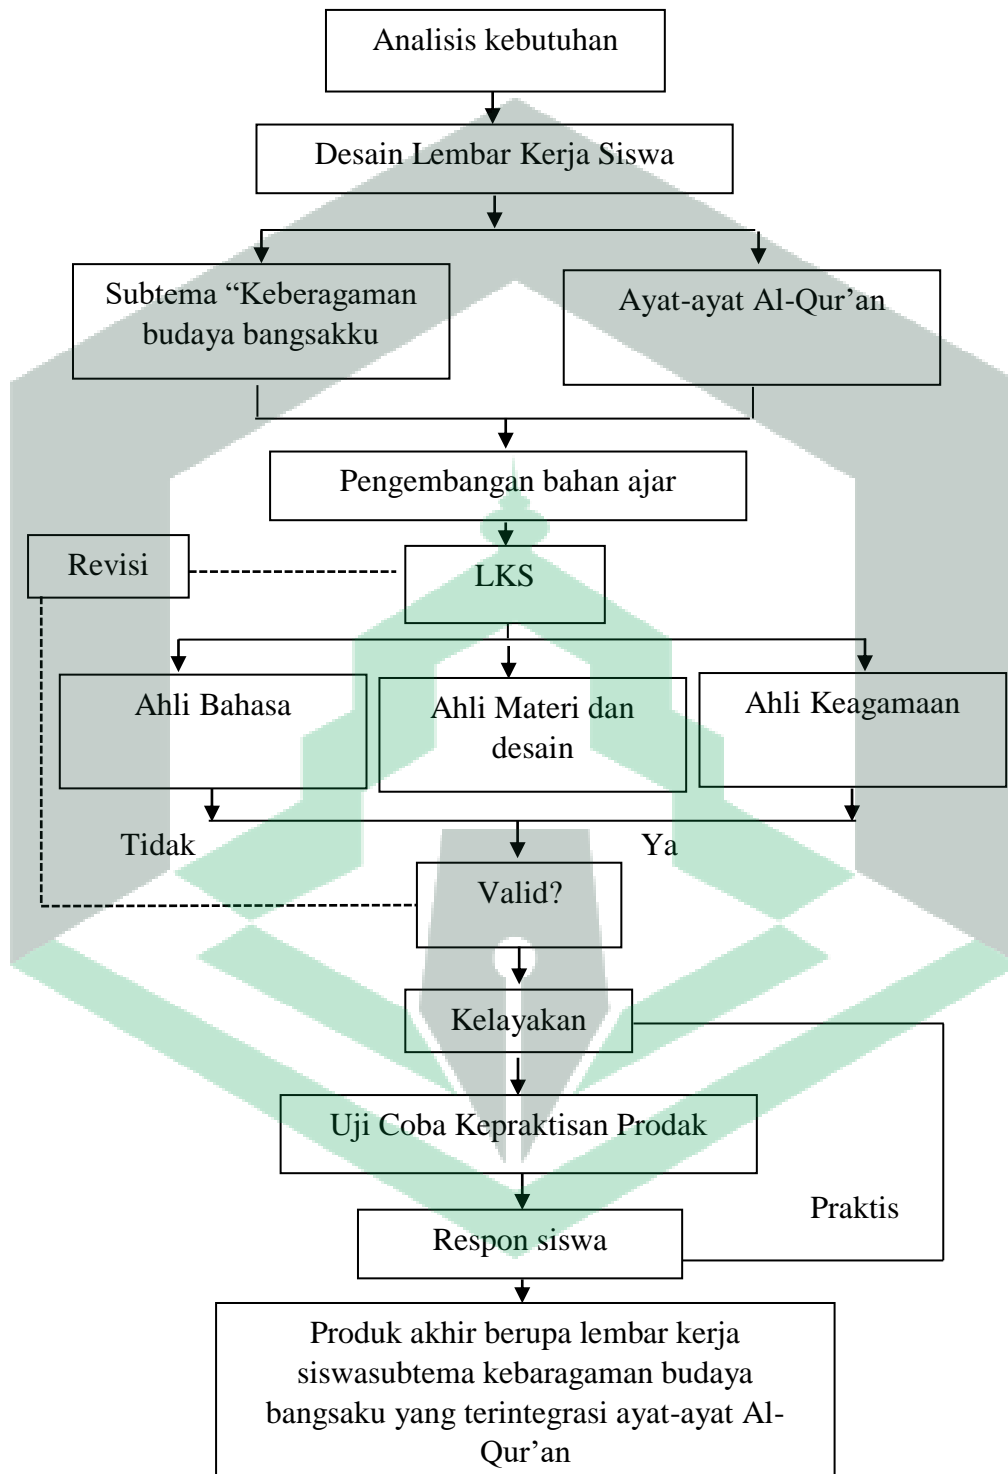 Analisis kebutuhan
Desain Lembar Kerja Siswa
Subtema “Keberagaman
budaya bangsakku
Ayat-ayat Al-Qur’an
Pengembangan bahan ajar
Revisi
LKS
Ahli Bahasa
Ahli Materi dan
desain
Ahli Keagamaan
Tidak
Ya
Valid?
Kelayakan
Uji Coba Kepraktisan Prodak
Praktis
Respon siswa
Produk akhir berupa lembar kerja
siswasubtema kebaragaman budaya
bangsaku yang terintegrasi ayat-ayat Al-
Qur’an